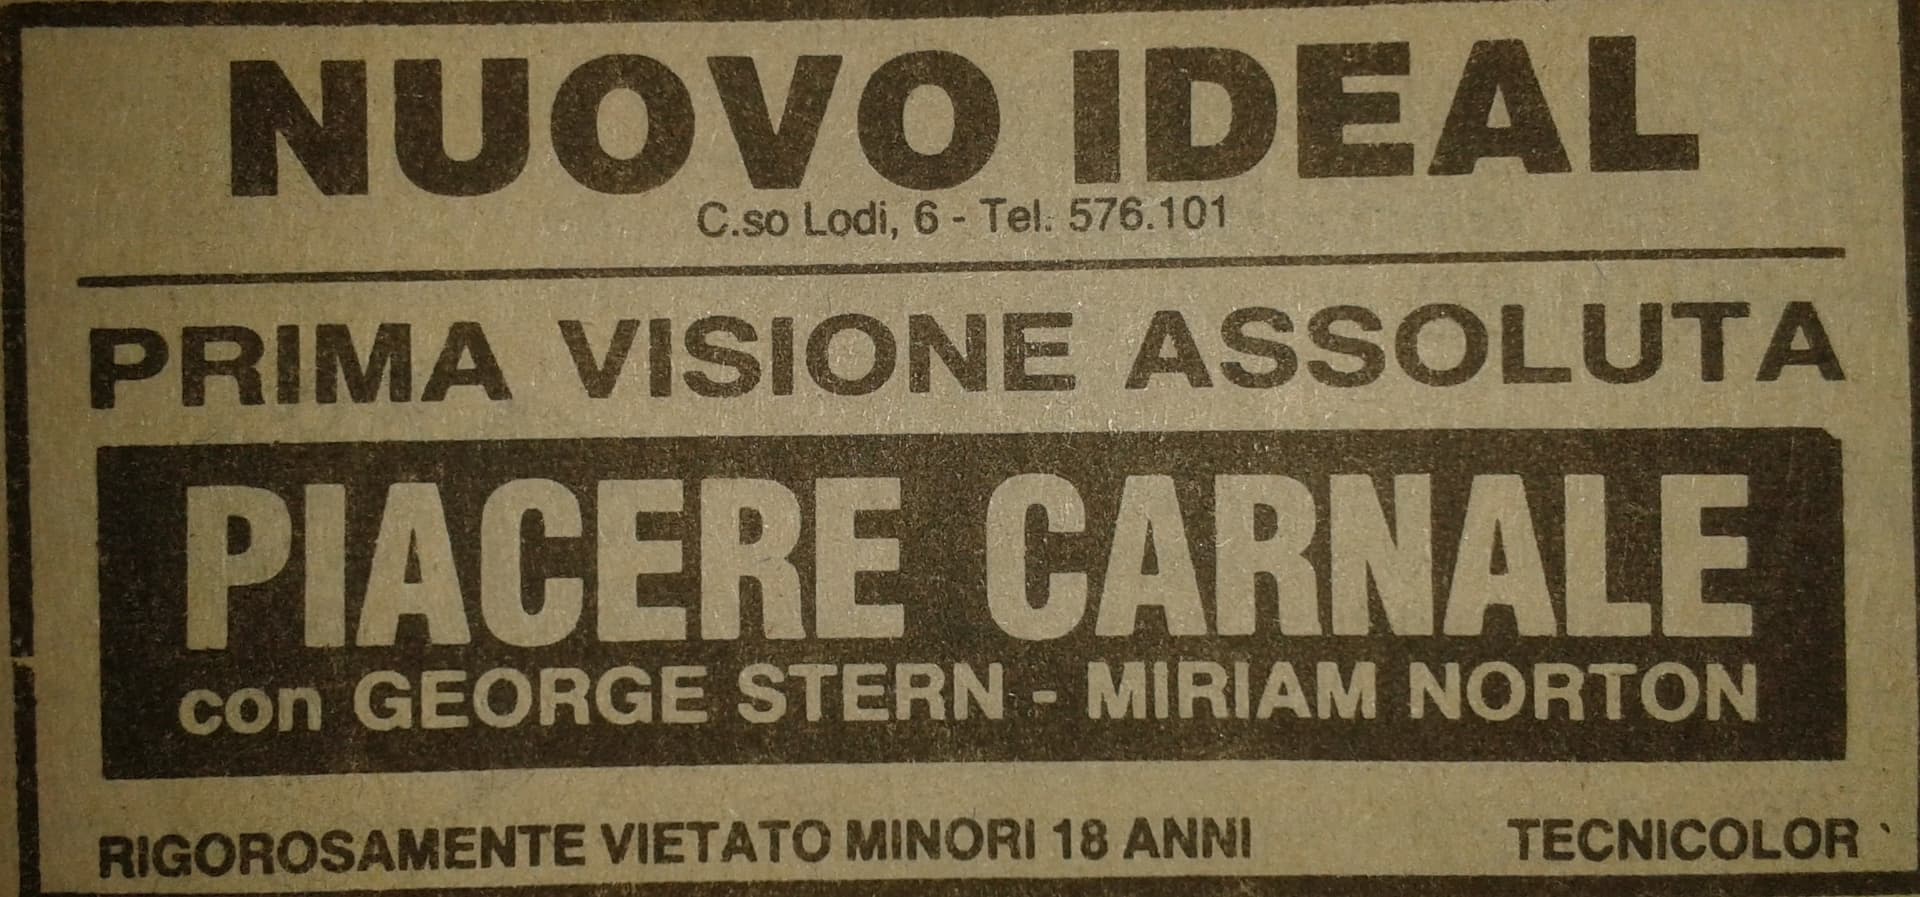 NUOVO IDEAL
C.so Lodi, 6 - Tel. 576.101
PRIMA VISIONE ASSOLUTA
PIACERE CARNALE
con GEORGE STERN - MIRIAM NORTON
RIGOROSAMENTE VIETATO MINORI 18 ANNI TECNICOLOR